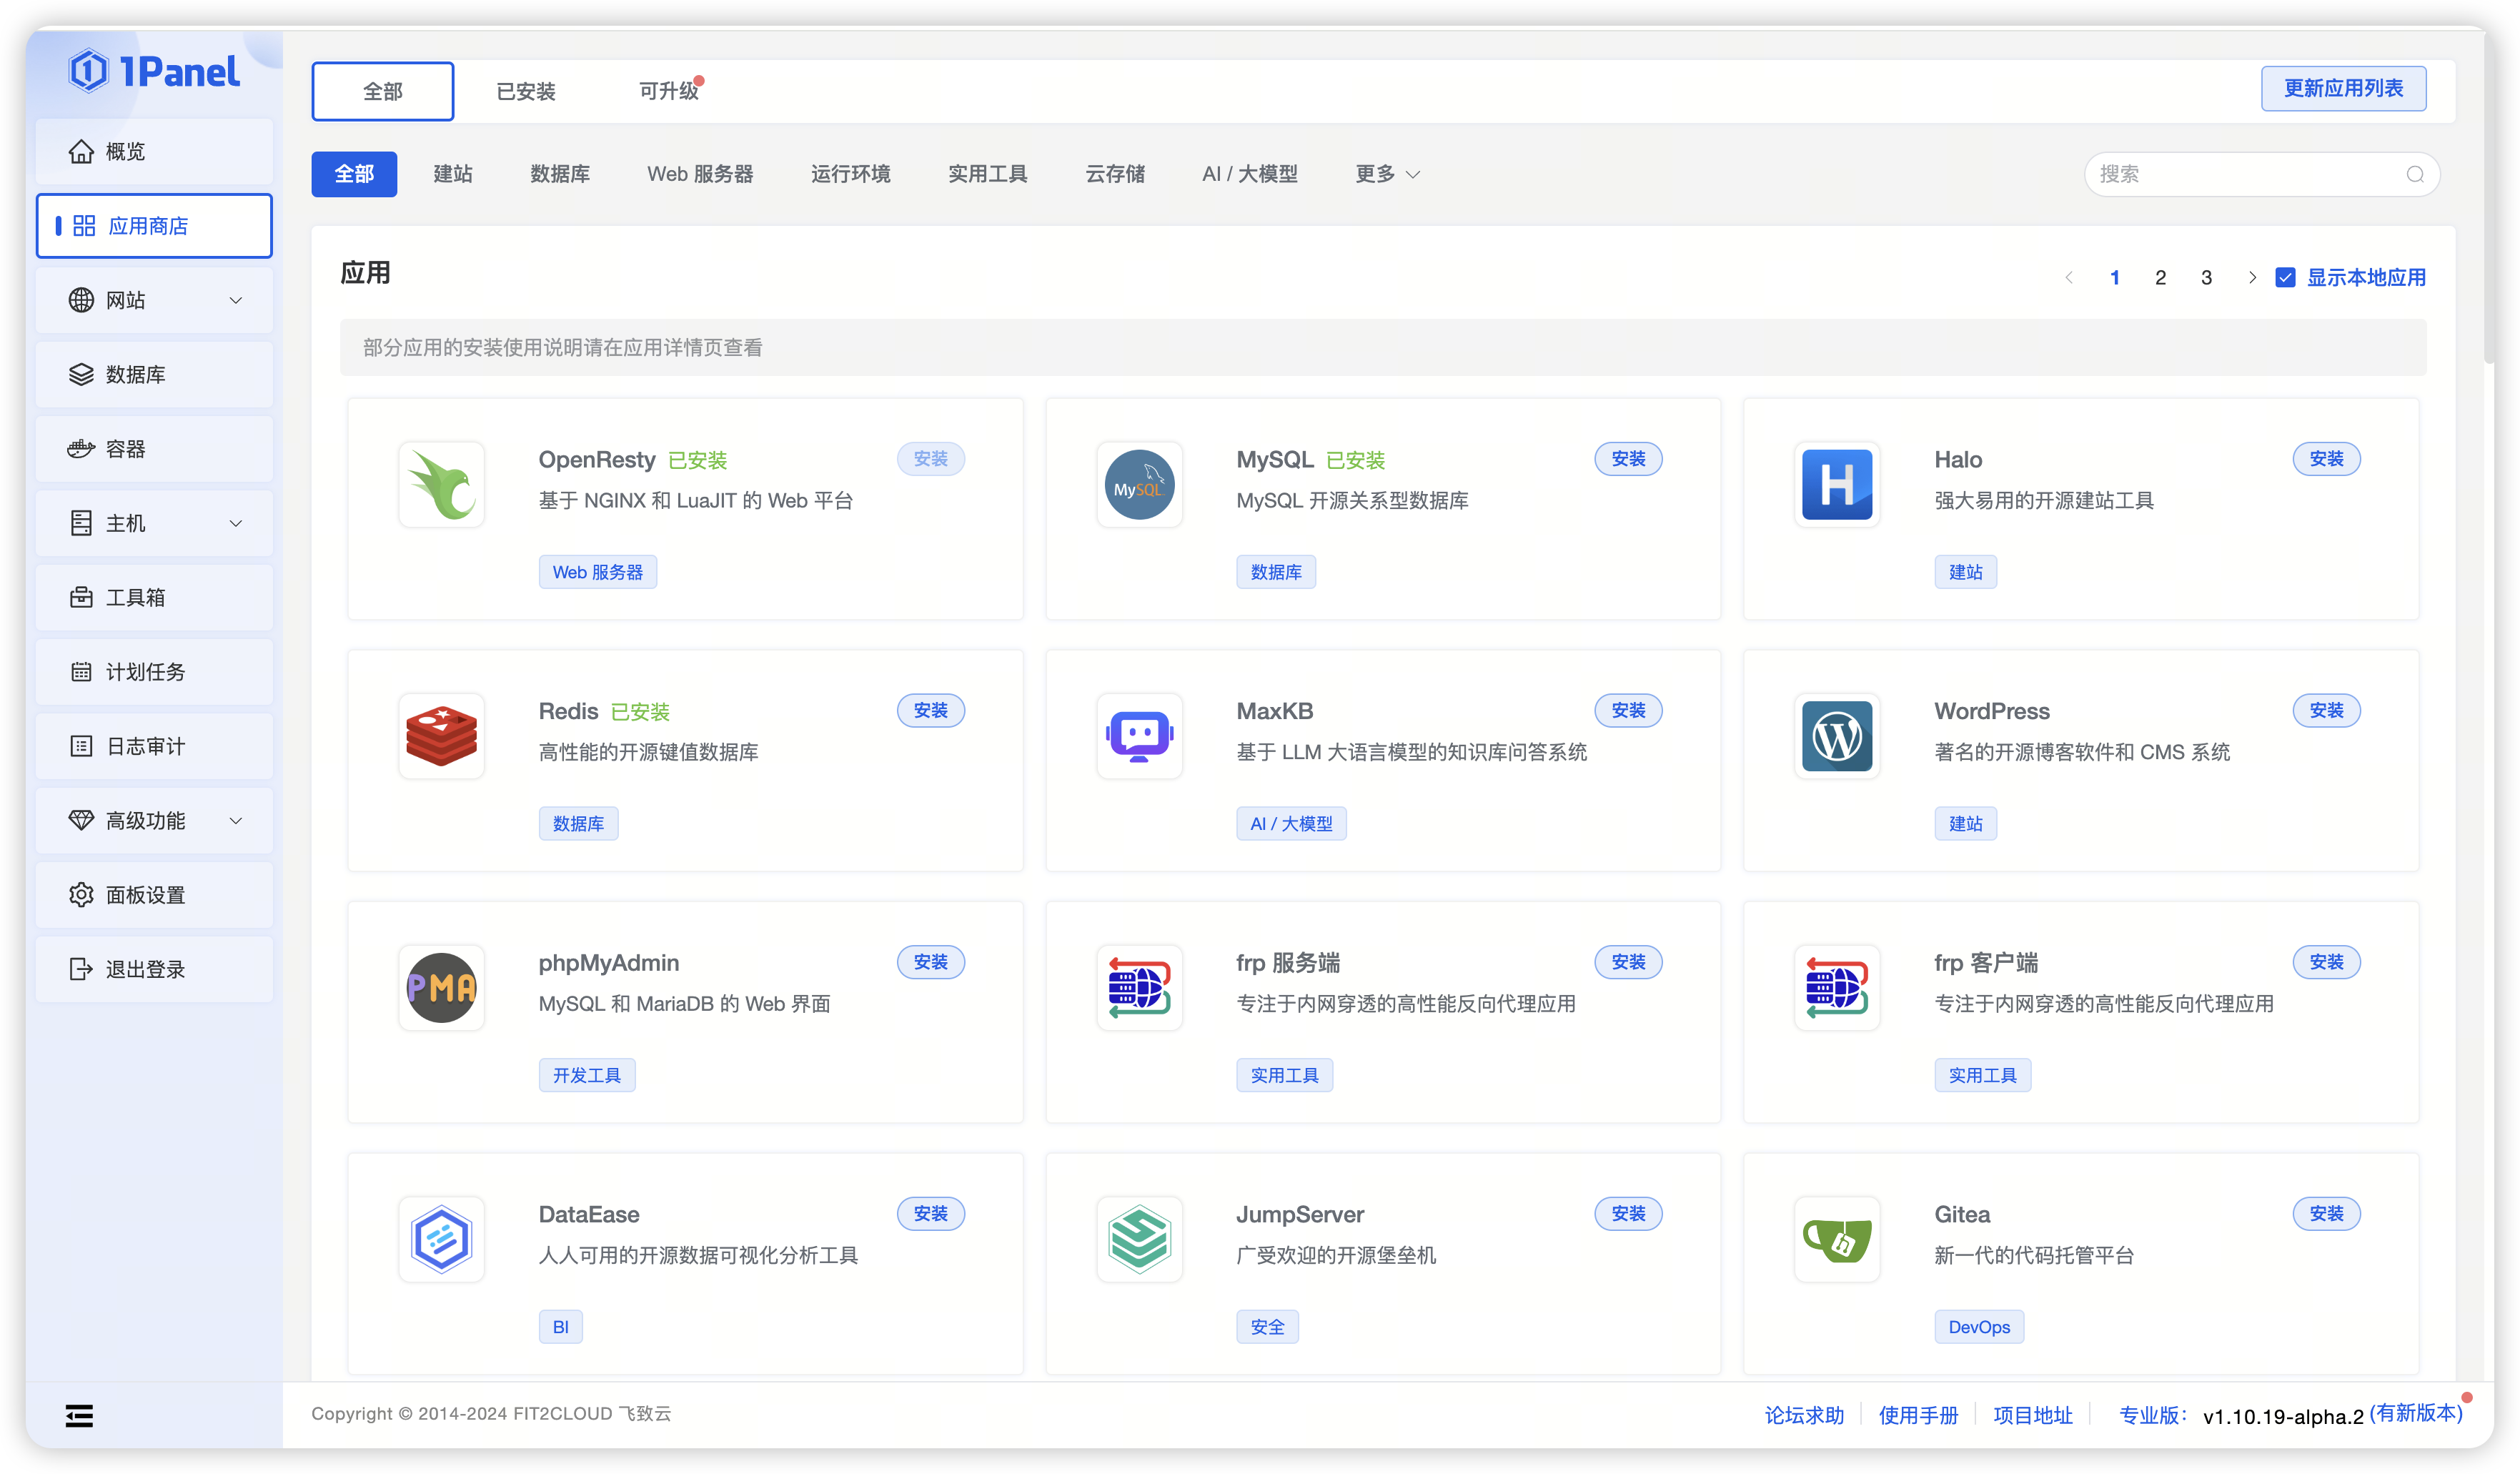 1Panel
概览
应用商店
网站
数据库
容器
主机
工具箱
计划任务
日志审计
高级功能
面板设置
退出登录
全部 已安装 可升级 更新应用列表
全部 建站 数据库 Web 服务器 运行环境 实用工具 云存储 AI / 大模型 更多 搜索
应用 1 2 3 显示本地应用
部分应用的安装使用说明请在应用详情页查看
OpenResty 已安装 安装
基于 NGINX 和 LuaJIT 的 Web 平台
Web 服务器
MySQL
MySQL 已安装 安装
MySQL 开源关系型数据库
数据库
H
Halo 安装
强大易用的开源建站工具
建站
Redis 已安装 安装
高性能的开源键值数据库
数据库
MaxKB 安装
基于 LLM 大语言模型的知识库问答系统
AI / 大模型
W
WordPress 安装
著名的开源博客软件和 CMS 系统
建站
PMA
phpMyAdmin 安装
MySQL 和 MariaDB 的 Web 界面
开发工具
frp 服务端 安装
专注于内网穿透的高性能反向代理应用
实用工具
frp 客户端 安装
专注于内网穿透的高性能反向代理应用
实用工具
DataEase 安装
人人可用的开源数据可视化分析工具
BI
JumpServer 安装
广受欢迎的开源堡垒机
安全
Gitea 安装
新一代的代码托管平台
DevOps
Copyright © 2014-2024 FIT2CLOUD 飞致云 论坛求助 使用手册 项目地址 专业版： v1.10.19-alpha.2 (有新版本)